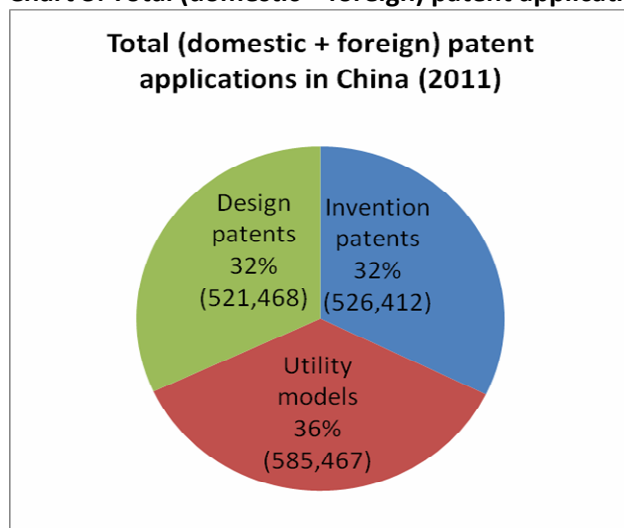 Total (domestic + foreign) patent
applications in China (2011)
Design
patents
32%
(521,468)
Invention
patents
32%
(526,412)
Utility
models
36%
(585,467)